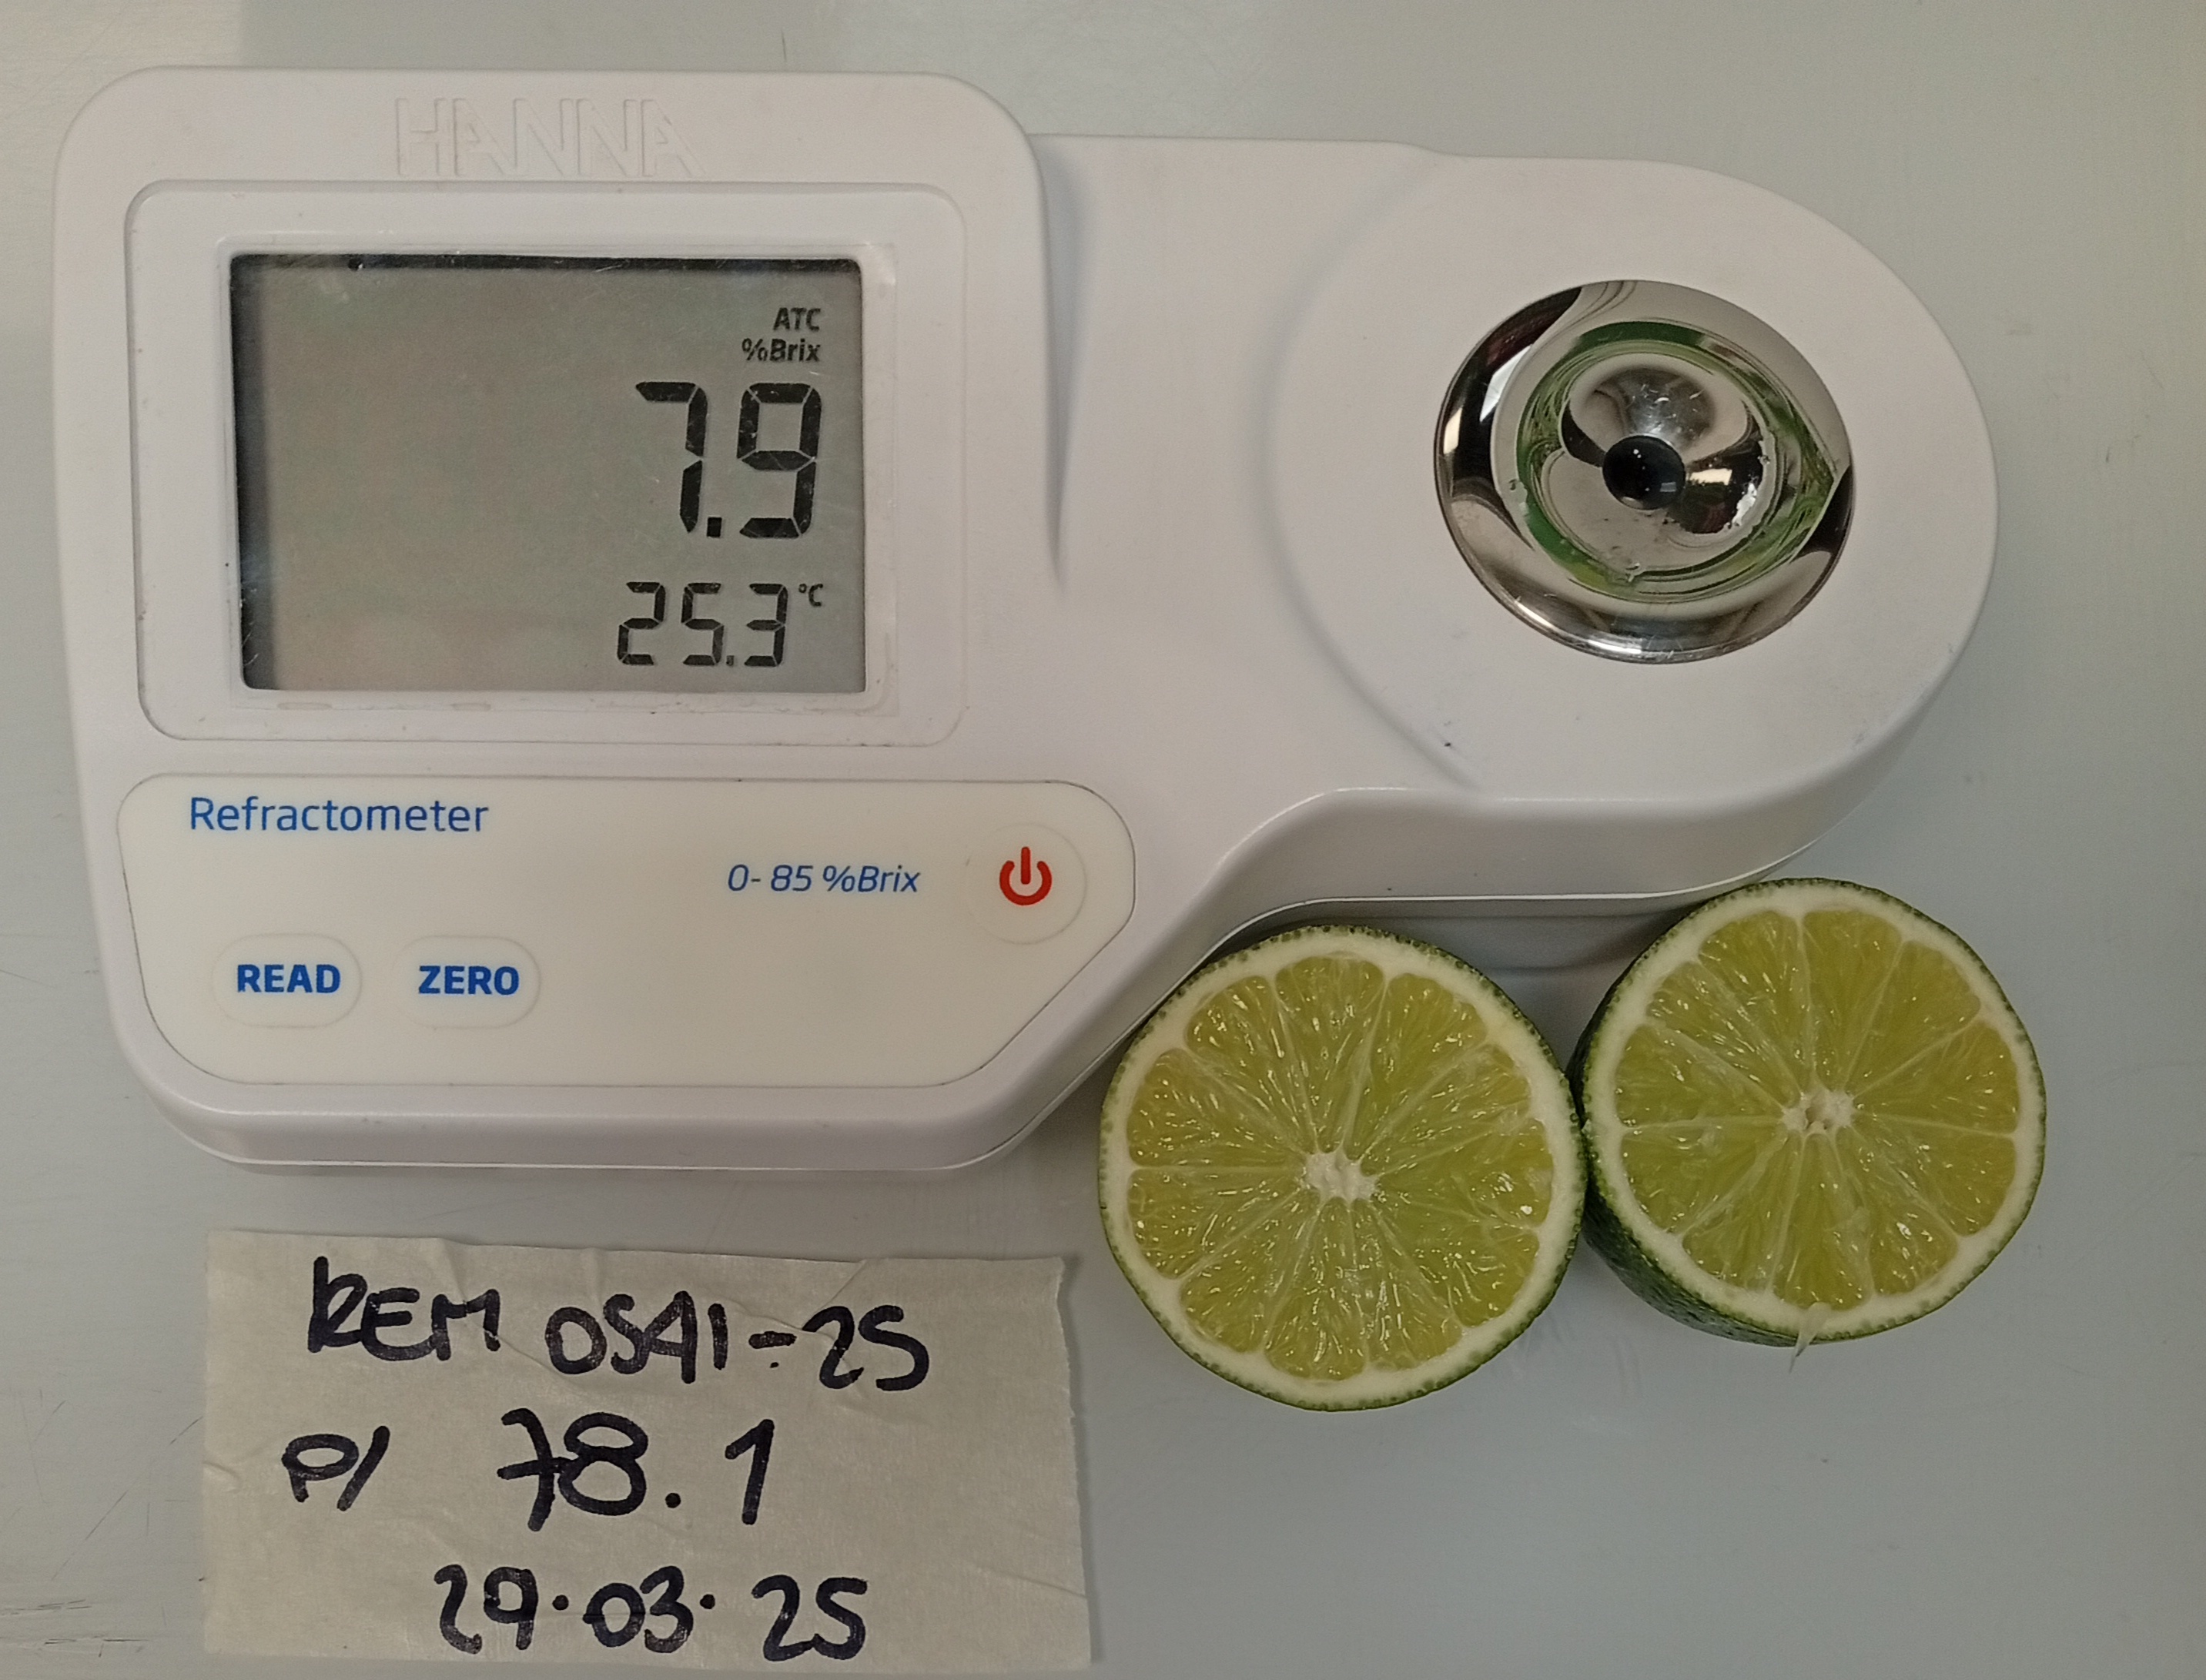 HANNA
ATC
%Brix
7.9
25.3 °C
Refractometer
0-85 %Brix
READ ZERO
REM 0541-25
P/ 78.1
29.03.25